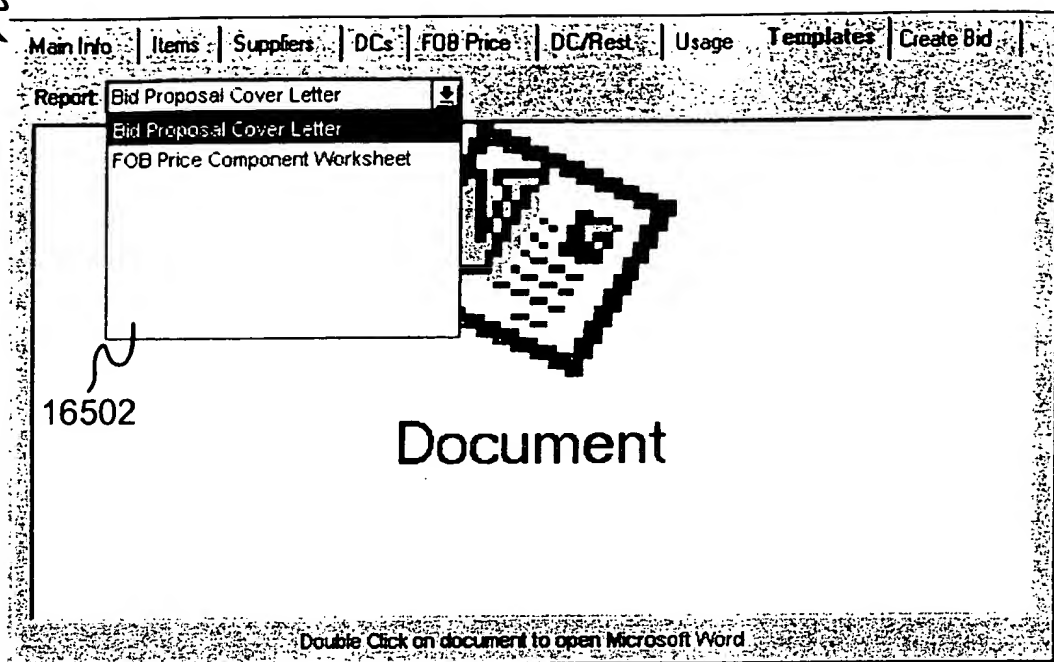 Main Info Items Suppliers DCs FOB Price DC/Rest. Usage Templates Create Bid
Report: Bid Proposal Cover Letter
Bid Proposal Cover Letter
FOB Price Component Worksheet
16502
Document
Double Click on document to open Microsoft Word